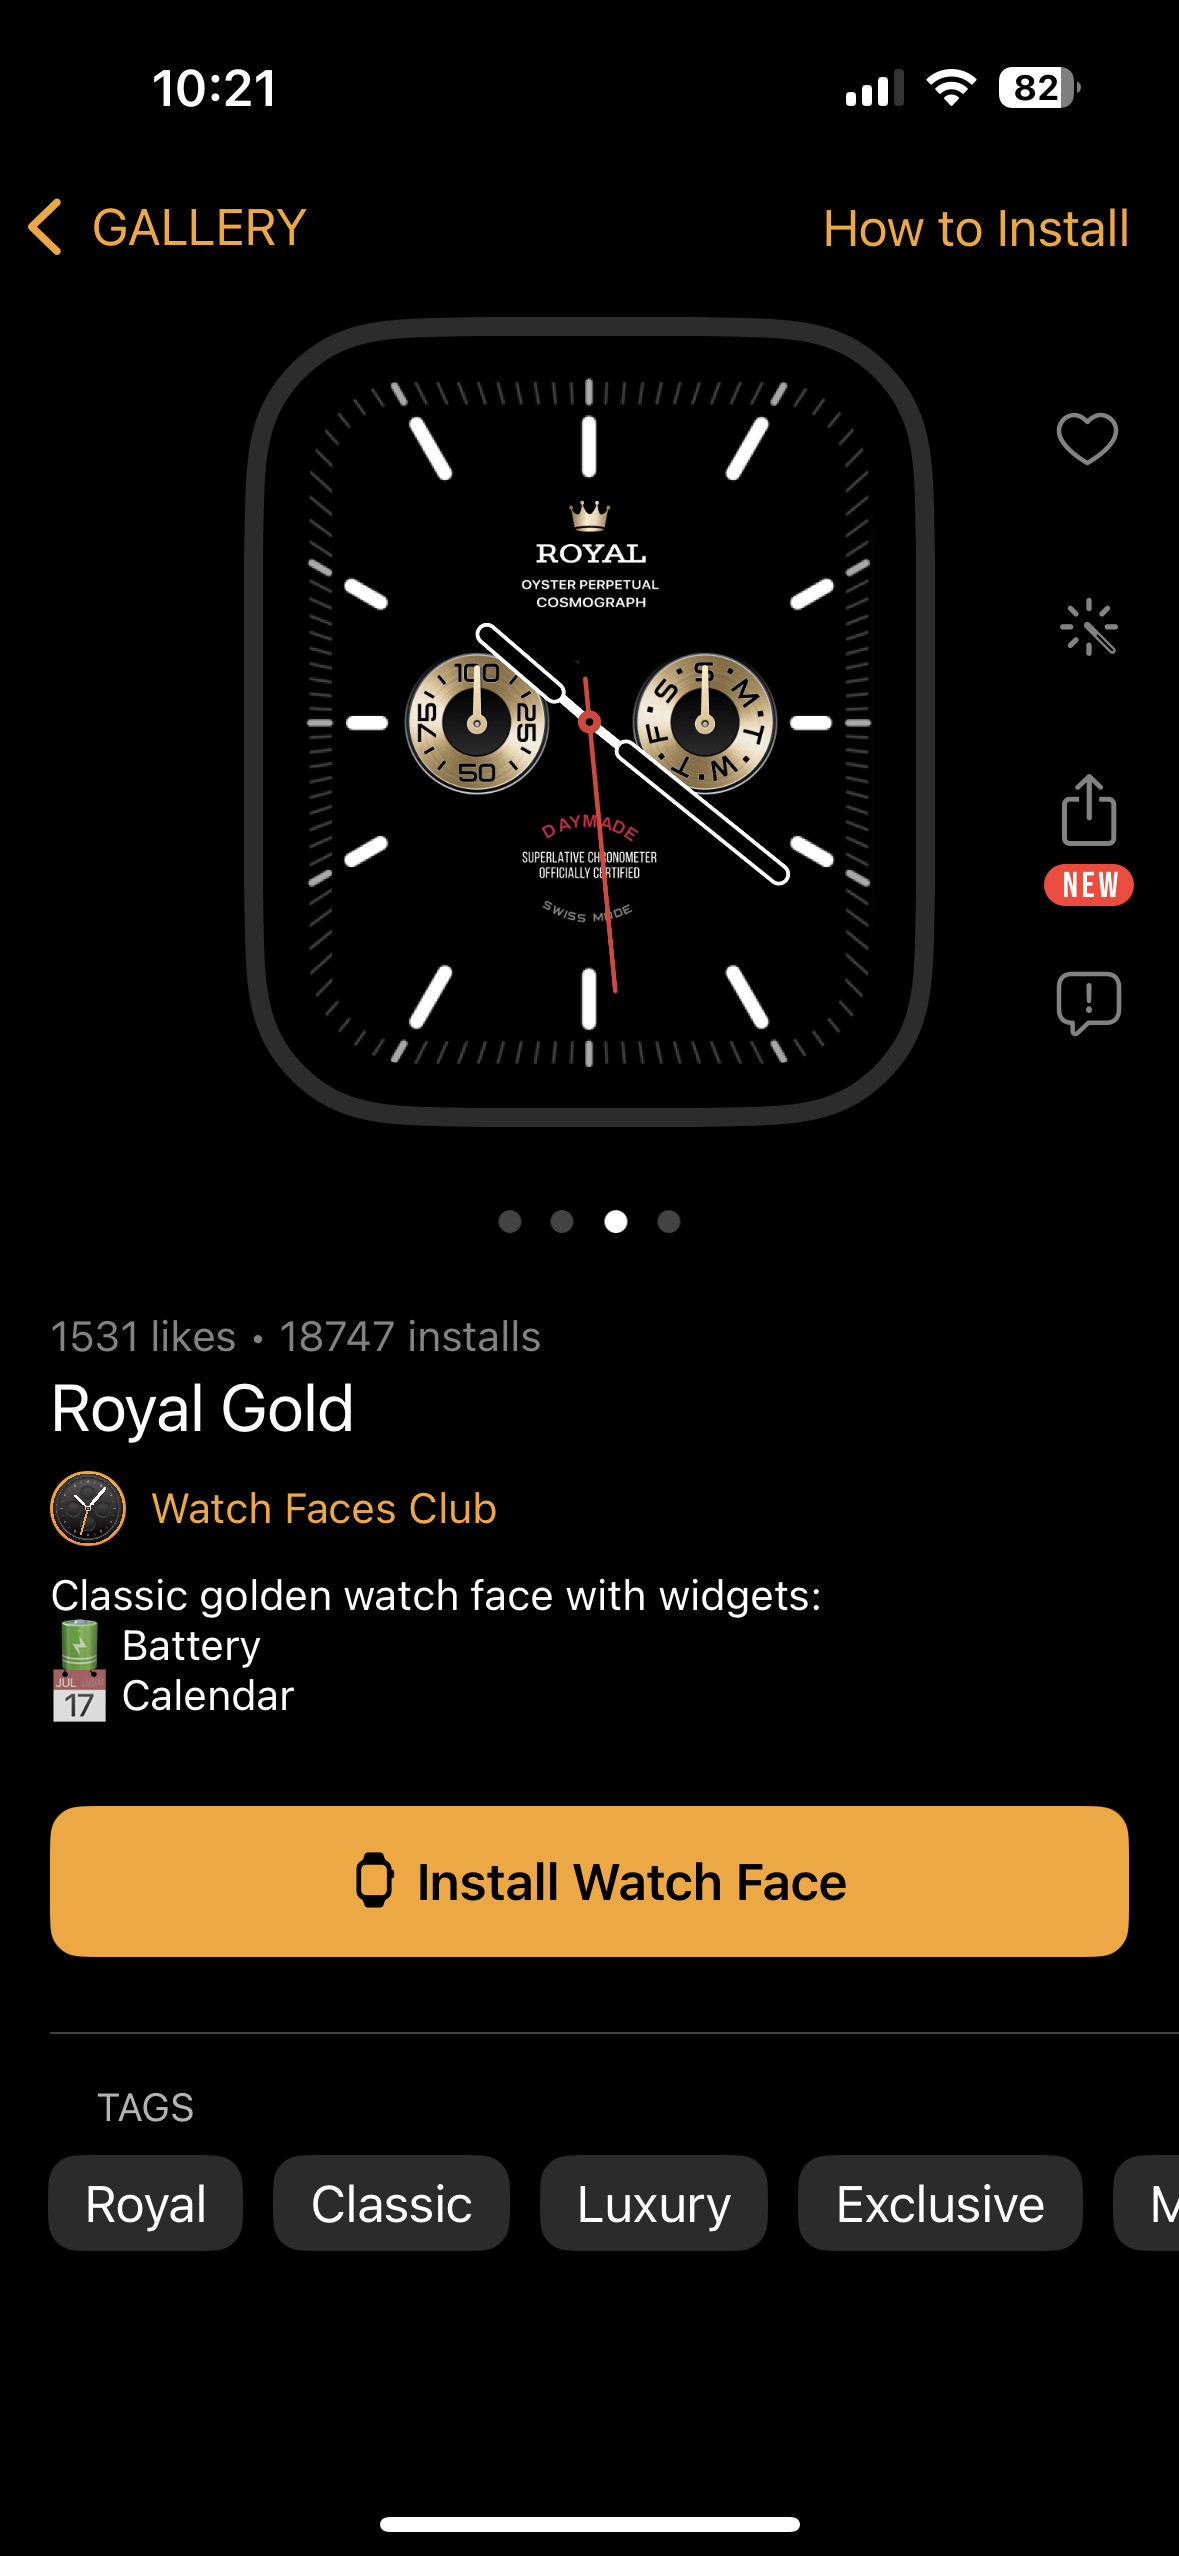 10:21
82
GALLERY
How to Install
ROYAL
OYSTER PERPETUAL
COSMOGRAPH
100
25
50
75
S · M · T · W · T · F · S ·
DAYMADE
SUPERLATIVE CHRONOMETER
OFFICIALLY CERTIFIED
SWISS MADE
NEW
1531 likes • 18747 installs
Royal Gold
Watch Faces Club
Classic golden watch face with widgets:
JUL
17
Battery
Calendar
Install Watch Face
TAGS
Royal
Classic
Luxury
Exclusive
M